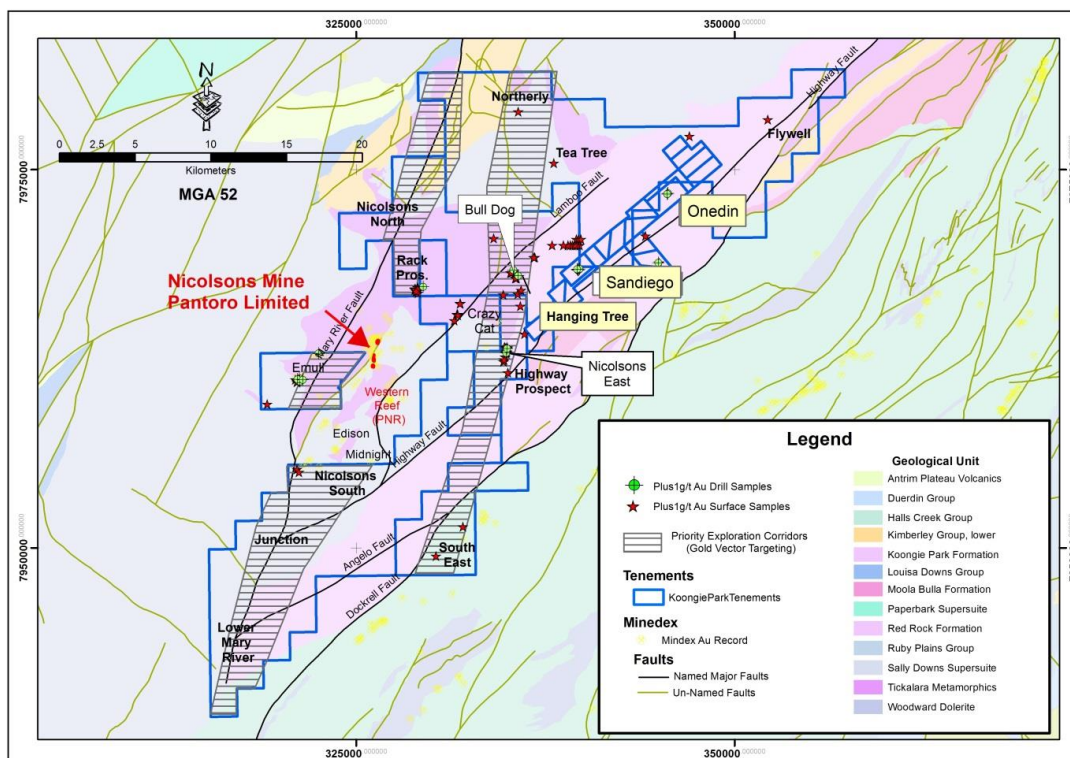 325000
350000
N
0 5 10 15 20
Kilometers
MGA 52
7975000
7950000
Northerly
Flywell
Highway Fault
Tea Tree
Lamboo Fault
Nicolsons
North
Bull Dog
Onedin
Rack
Pros.
Sandiego
Nicolsons Mine
Pantoro Limited
Mary River Fault
Crazy
Cat
Hanging Tree
Emull
Nicolsons
East
Highway
Prospect
Western
Reef
(PNR)
Edison
Midnight
Highway Fault
Nicolsons
South
Junction
Angelo Fault
South
East
Dockrell Fault
Lower
Mary
River
Legend
Plus1g/t Au Drill Samples
Plus1g/t Au Surface Samples
Priority Exploration Corridors
(Gold Vector Targeting)
Tenements
KoongieParkTenements
Minedex
Mindex Au Record
Faults
Named Major Faults
Un-Named Faults
Geological Unit
Antrim Plateau Volcanics
Duerdin Group
Halls Creek Group
Kimberley Group, lower
Koongie Park Formation
Louisa Downs Group
Moola Bulla Formation
Paperbark Supersuite
Red Rock Formation
Ruby Plains Group
Sally Downs Supersuite
Tickalara Metamorphics
Woodward Dolerite
325000
350000